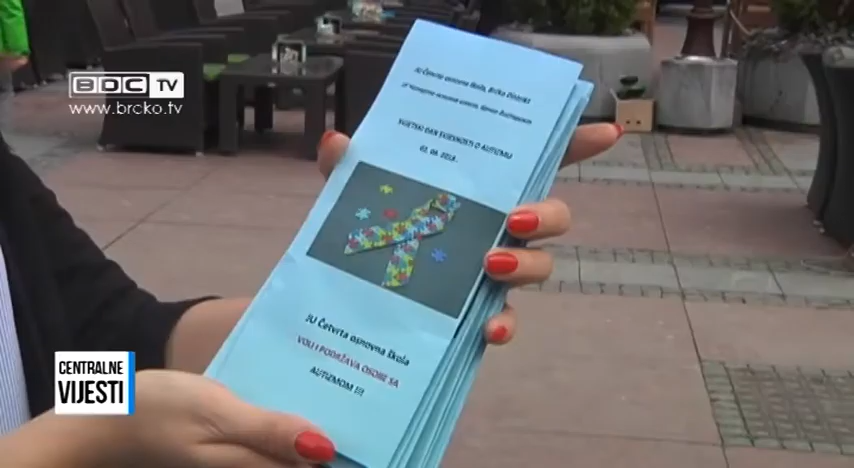 BDC TV
www.brcko.tv
JU Četvrta osnovna škola, Brčko Distrikt
SVJETSKI DAN SVJESNOSTI O AUTIZMU
JU Četvrta osnovna škola
VOLI I PODRŽAVA OSOBE SA
AUTIZMOM !!!
CENTRALNE
VIJESTI